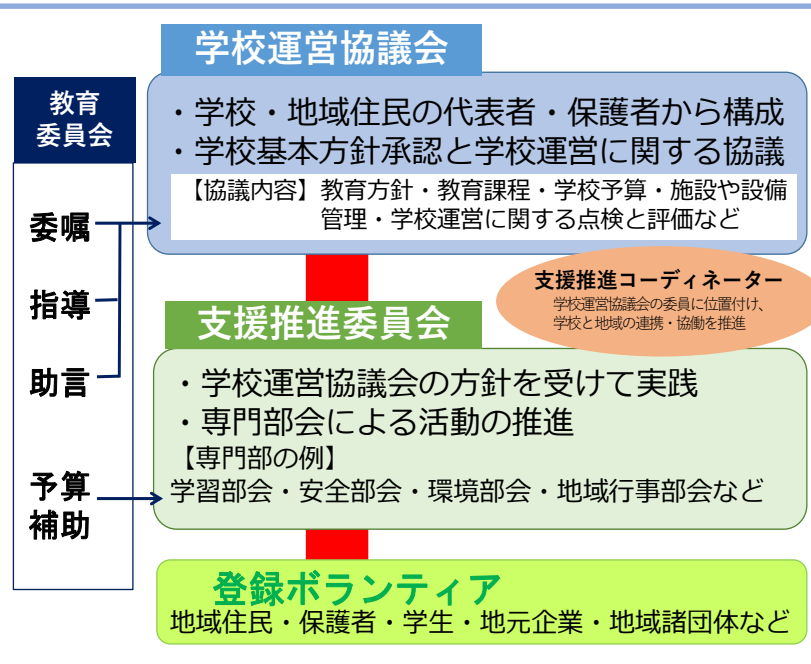 学校運営協議会
教育
委員会
・学校・地域住民の代表者・保護者から構成
・学校基本方針承認と学校運営に関する協議
【協議内容】教育方針・教育課程・学校予算・施設や設備
管理・学校運営に関する点検と評価など
委嘱
指導
助言
予算
補助
支援推進コーディネーター
学校運営協議会の委員に位置付け、
学校と地域の連携・協働を推進
支援推進委員会
・学校運営協議会の方針を受けて実践
・専門部会による活動の推進
【専門部の例】
学習部会・安全部会・環境部会・地域行事部会など
登録ボランティア
地域住民・保護者・学生・地元企業・地域諸団体など